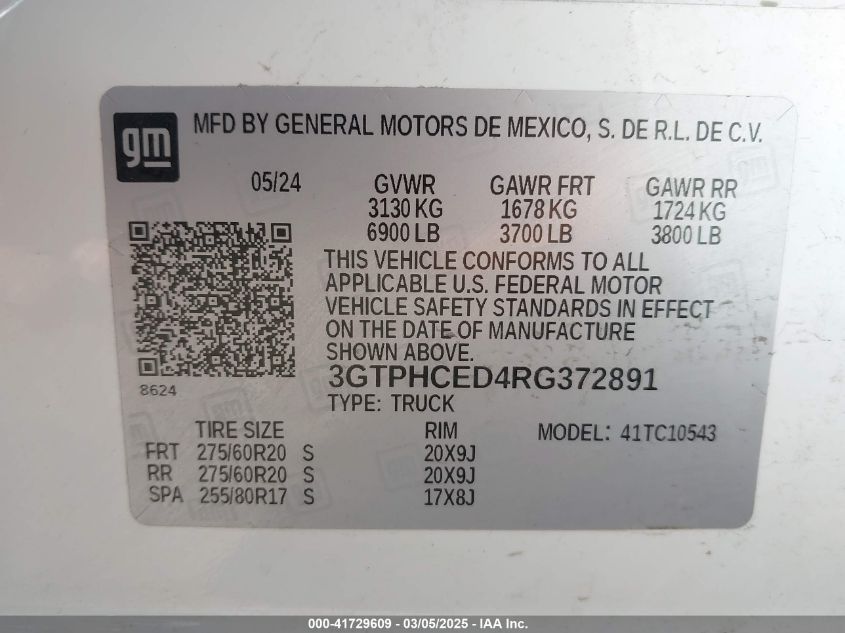 gm
MFD BY GENERAL MOTORS DE MEXICO, S. DE R.L. DE C.V.
05/24 GVWR GAWR FRT GAWR RR
3130 KG 1678 KG 1724 KG
6900 LB 3700 LB 3800 LB
THIS VEHICLE CONFORMS TO ALL
APPLICABLE U.S. FEDERAL MOTOR
VEHICLE SAFETY STANDARDS IN EFFECT
ON THE DATE OF MANUFACTURE
SHOWN ABOVE.
8624
3GTPHCED4RG372891
TYPE: TRUCK
TIRE SIZE RIM MODEL: 41TC10543
FRT 275/60R20 S 20X9J
RR 275/60R20 S 20X9J
SPA 255/80R17 S 17X8J
000-41729609 - 03/05/2025 - IAA Inc.